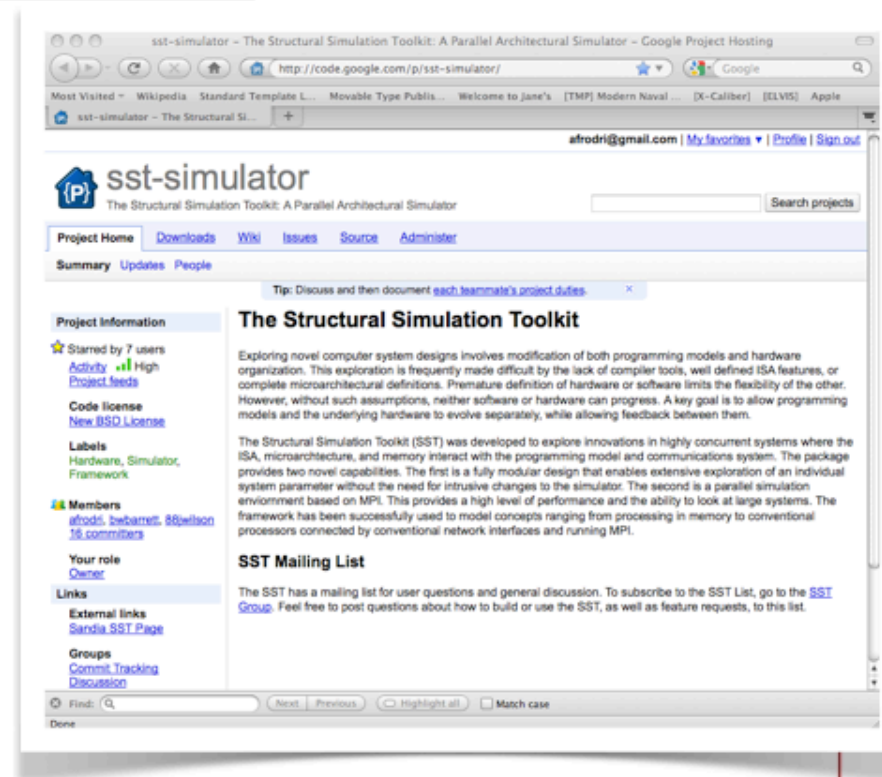 sst-simulator – The Structural Simulation Toolkit: A Parallel Architectural Simulator – Google Project Hosting
http://code.google.com/p/sst-simulator/
Google
Most Visited Wikipedia Standard Template L... Movable Type Publis... Welcome to Jane's [TMP] Modern Naval ... [X-Caliber] [ELVIS] Apple
sst-simulator – The Structural Si... +
afrodri@gmail.com | My favorites ▼ | Profile | Sign out
{P}
sst-simulator
The Structural Simulation Toolkit: A Parallel Architectural Simulator
Search projects
Project Home Downloads Wiki Issues Source Administer
Summary Updates People
Tip: Discuss and then document each teammate's project duties. ×
Project Information
Starred by 7 users
Activity High
Project feeds
Code license
New BSD License
Labels
Hardware, Simulator,
Framework
Members
afrodri, bwbarrett, 88jwilson
16 committers
Your role
Owner
Links
External links
Sandia SST Page
Groups
Commit Tracking
Discussion
The Structural Simulation Toolkit
Exploring novel computer system designs involves modification of both programming models and hardware
organization. This exploration is frequently made difficult by the lack of compiler tools, well defined ISA features, or
complete microarchitectural definitions. Premature definition of hardware or software limits the flexibility of the other.
However, without such assumptions, neither software or hardware can progress. A key goal is to allow programming
models and the underlying hardware to evolve separately, while allowing feedback between them.
The Structural Simulation Toolkit (SST) was developed to explore innovations in highly concurrent systems where the
ISA, microarchtecture, and memory interact with the programming model and communications system. The package
provides two novel capabilities. The first is a fully modular design that enables extensive exploration of an individual
system parameter without the need for intrusive changes to the simulator. The second is a parallel simulation
enviornment based on MPI. This provides a high level of performance and the ability to look at large systems. The
framework has been successfully used to model concepts ranging from processing in memory to conventional
processors connected by conventional network interfaces and running MPI.
SST Mailing List
The SST has a mailing list for user questions and general discussion. To subscribe to the SST List, go to the SST
Group. Feel free to post questions about how to build or use the SST, as well as feature requests, to this list.
Find: Next Previous Highlight all Match case
Done